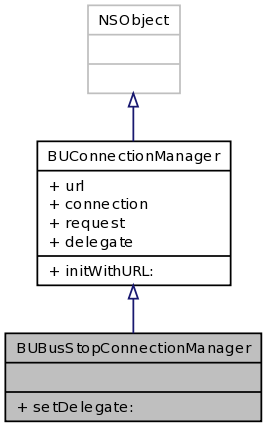 NSObject
BUConnectionManager
+ url
+ connection
+ request
+ delegate
+ initWithURL:
BUBusStopConnectionManager
+ setDelegate: